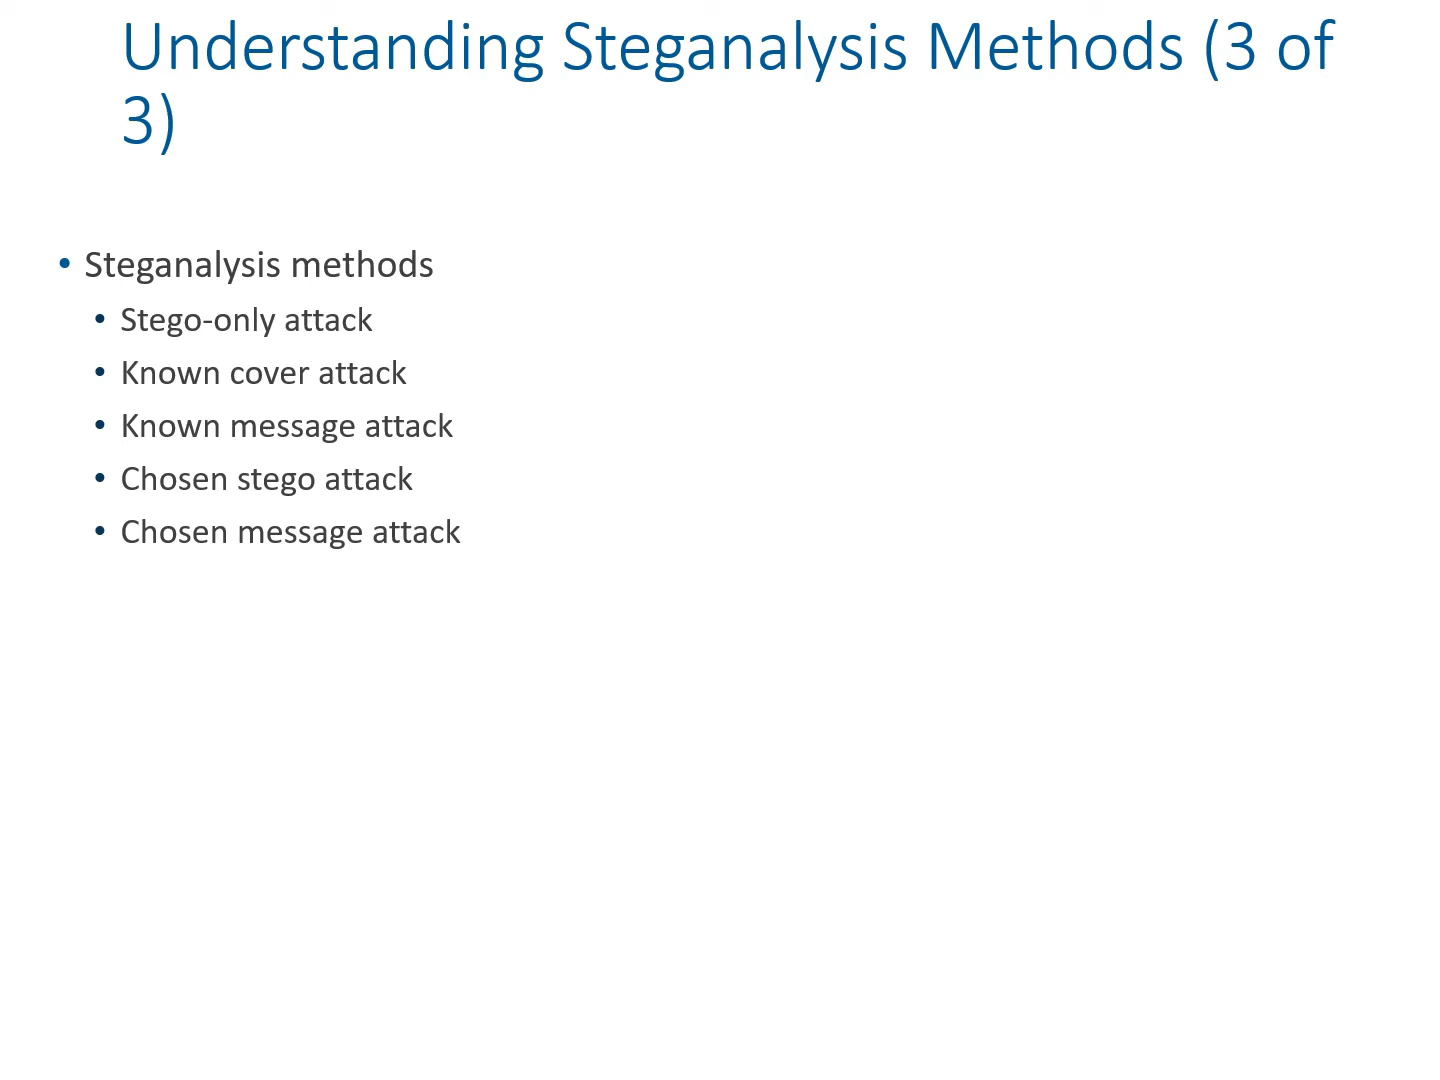 Understanding Steganalysis Methods (3 of
3)
• Steganalysis methods
• Stego-only attack
• Known cover attack
• Known message attack
• Chosen stego attack
• Chosen message attack